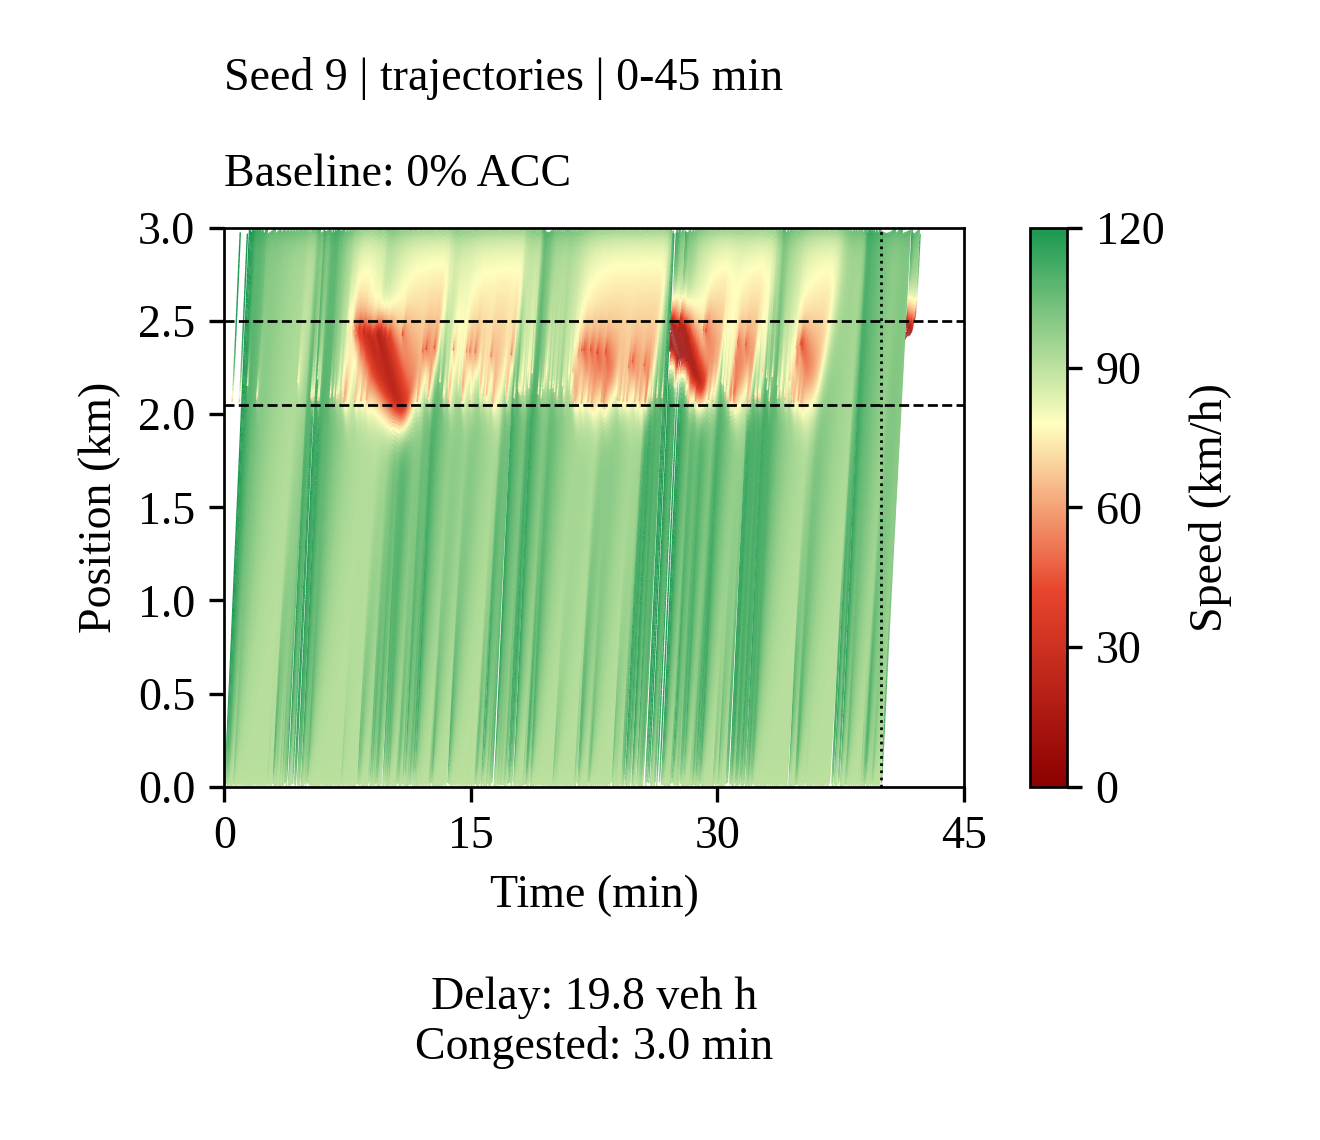 Seed 9 | trajectories | 0-45 min
Baseline: 0% ACC
3.0
2.5
2.0
1.5
1.0
0.5
0.0
Position (km)
0
15
30
45
Time (min)
120
90
60
30
0
Speed (km/h)
Delay: 19.8 veh h
Congested: 3.0 min